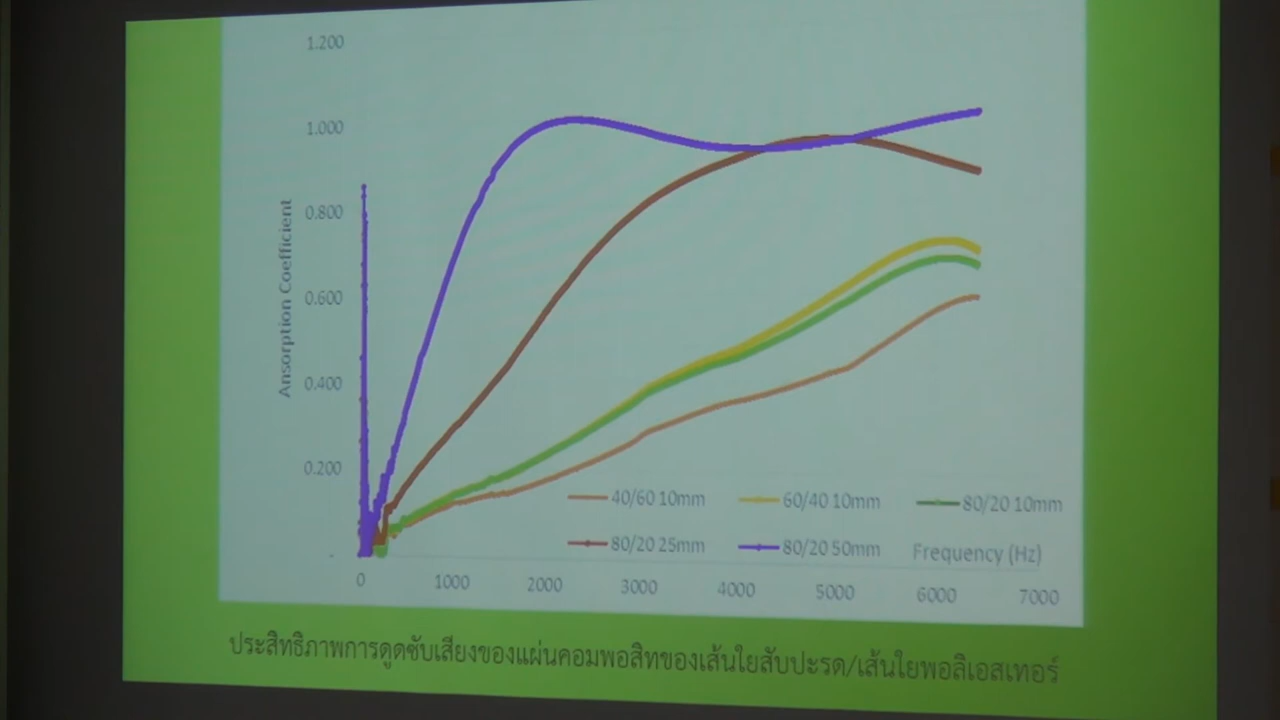 1.200
1.000
0.800
0.600
0.400
0.200
-
Ansorption Coefficient
40/60 10mm
60/40 10mm
80/20 10mm
80/20 25mm
80/20 50mm
Frequency (Hz)
0 1000 2000 3000 4000 5000 6000 7000
ประสิทธิภาพการดูดซับเสียงของแผ่นคอมพอสิทของเส้นใยสับปะรด/เส้นใยพอลิเอสเทอร์